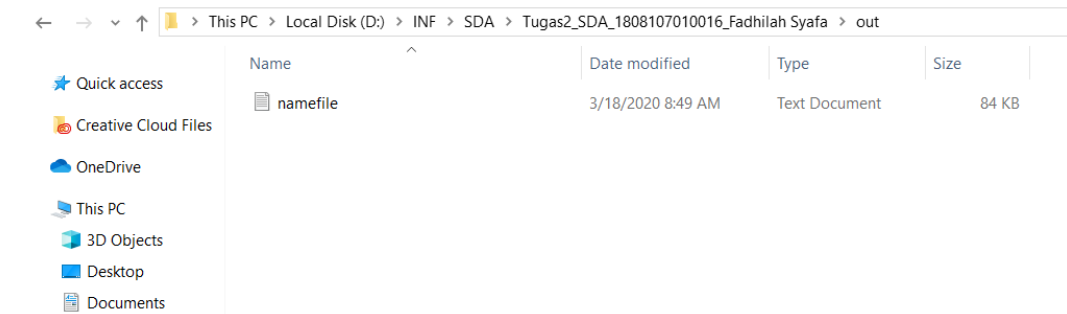 This PC > Local Disk (D:) > INF > SDA > Tugas2_SDA_1808107010016_Fadhilah Syafa > out
Name Date modified Type Size
Quick access
namefile 3/18/2020 8:49 AM Text Document 84 KB
Creative Cloud Files
OneDrive
This PC
3D Objects
Desktop
Documents